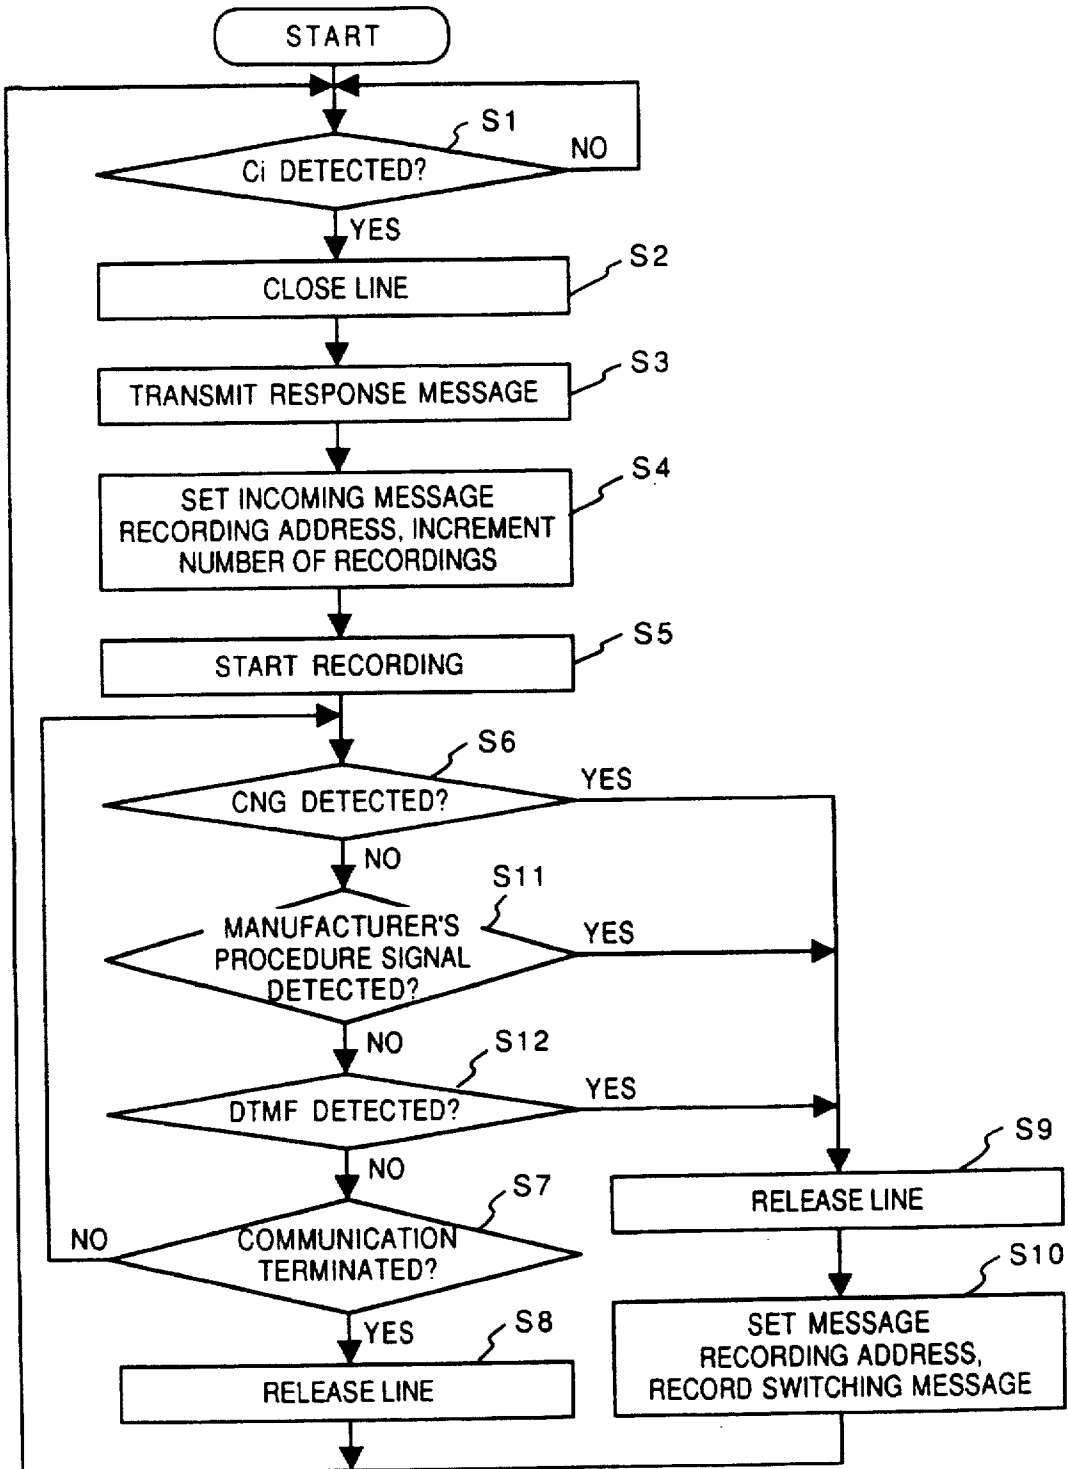 START
S1
Ci DETECTED?
NO
YES
S2
CLOSE LINE
S3
TRANSMIT RESPONSE MESSAGE
S4
SET INCOMING MESSAGE
RECORDING ADDRESS, INCREMENT
NUMBER OF RECORDINGS
S5
START RECORDING
S6
CNG DETECTED?
YES
NO
S11
MANUFACTURER'S
PROCEDURE SIGNAL
DETECTED?
YES
NO
S12
DTMF DETECTED?
YES
NO
S9
RELEASE LINE
S7
COMMUNICATION
TERMINATED?
NO
YES
S10
SET MESSAGE
RECORDING ADDRESS,
RECORD SWITCHING MESSAGE
S8
RELEASE LINE